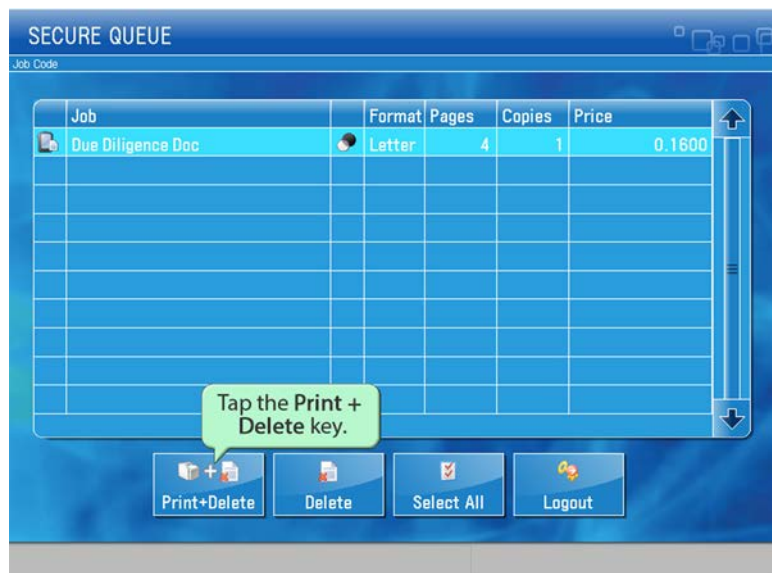 SECURE QUEUE
Job Code
Job Format Pages Copies Price
Due Diligence Doc Letter 4 1 0.1600
Tap the Print +
Delete key.
Print+Delete Delete Select All Logout